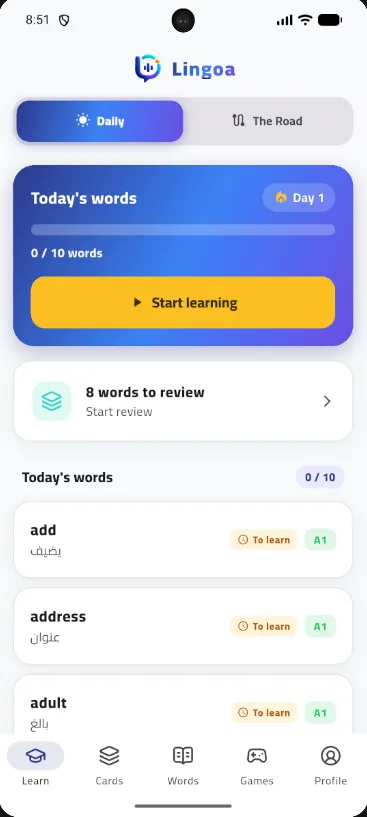 8:51
Lingoa
Daily
The Road
Today's words
Day 1
0 / 10 words
Start learning
8 words to review
Start review
Today's words
0 / 10
add
يضيف
To learn
A1
address
عنوان
To learn
A1
adult
بالغ
To learn
A1
Learn
Cards
Words
Games
Profile